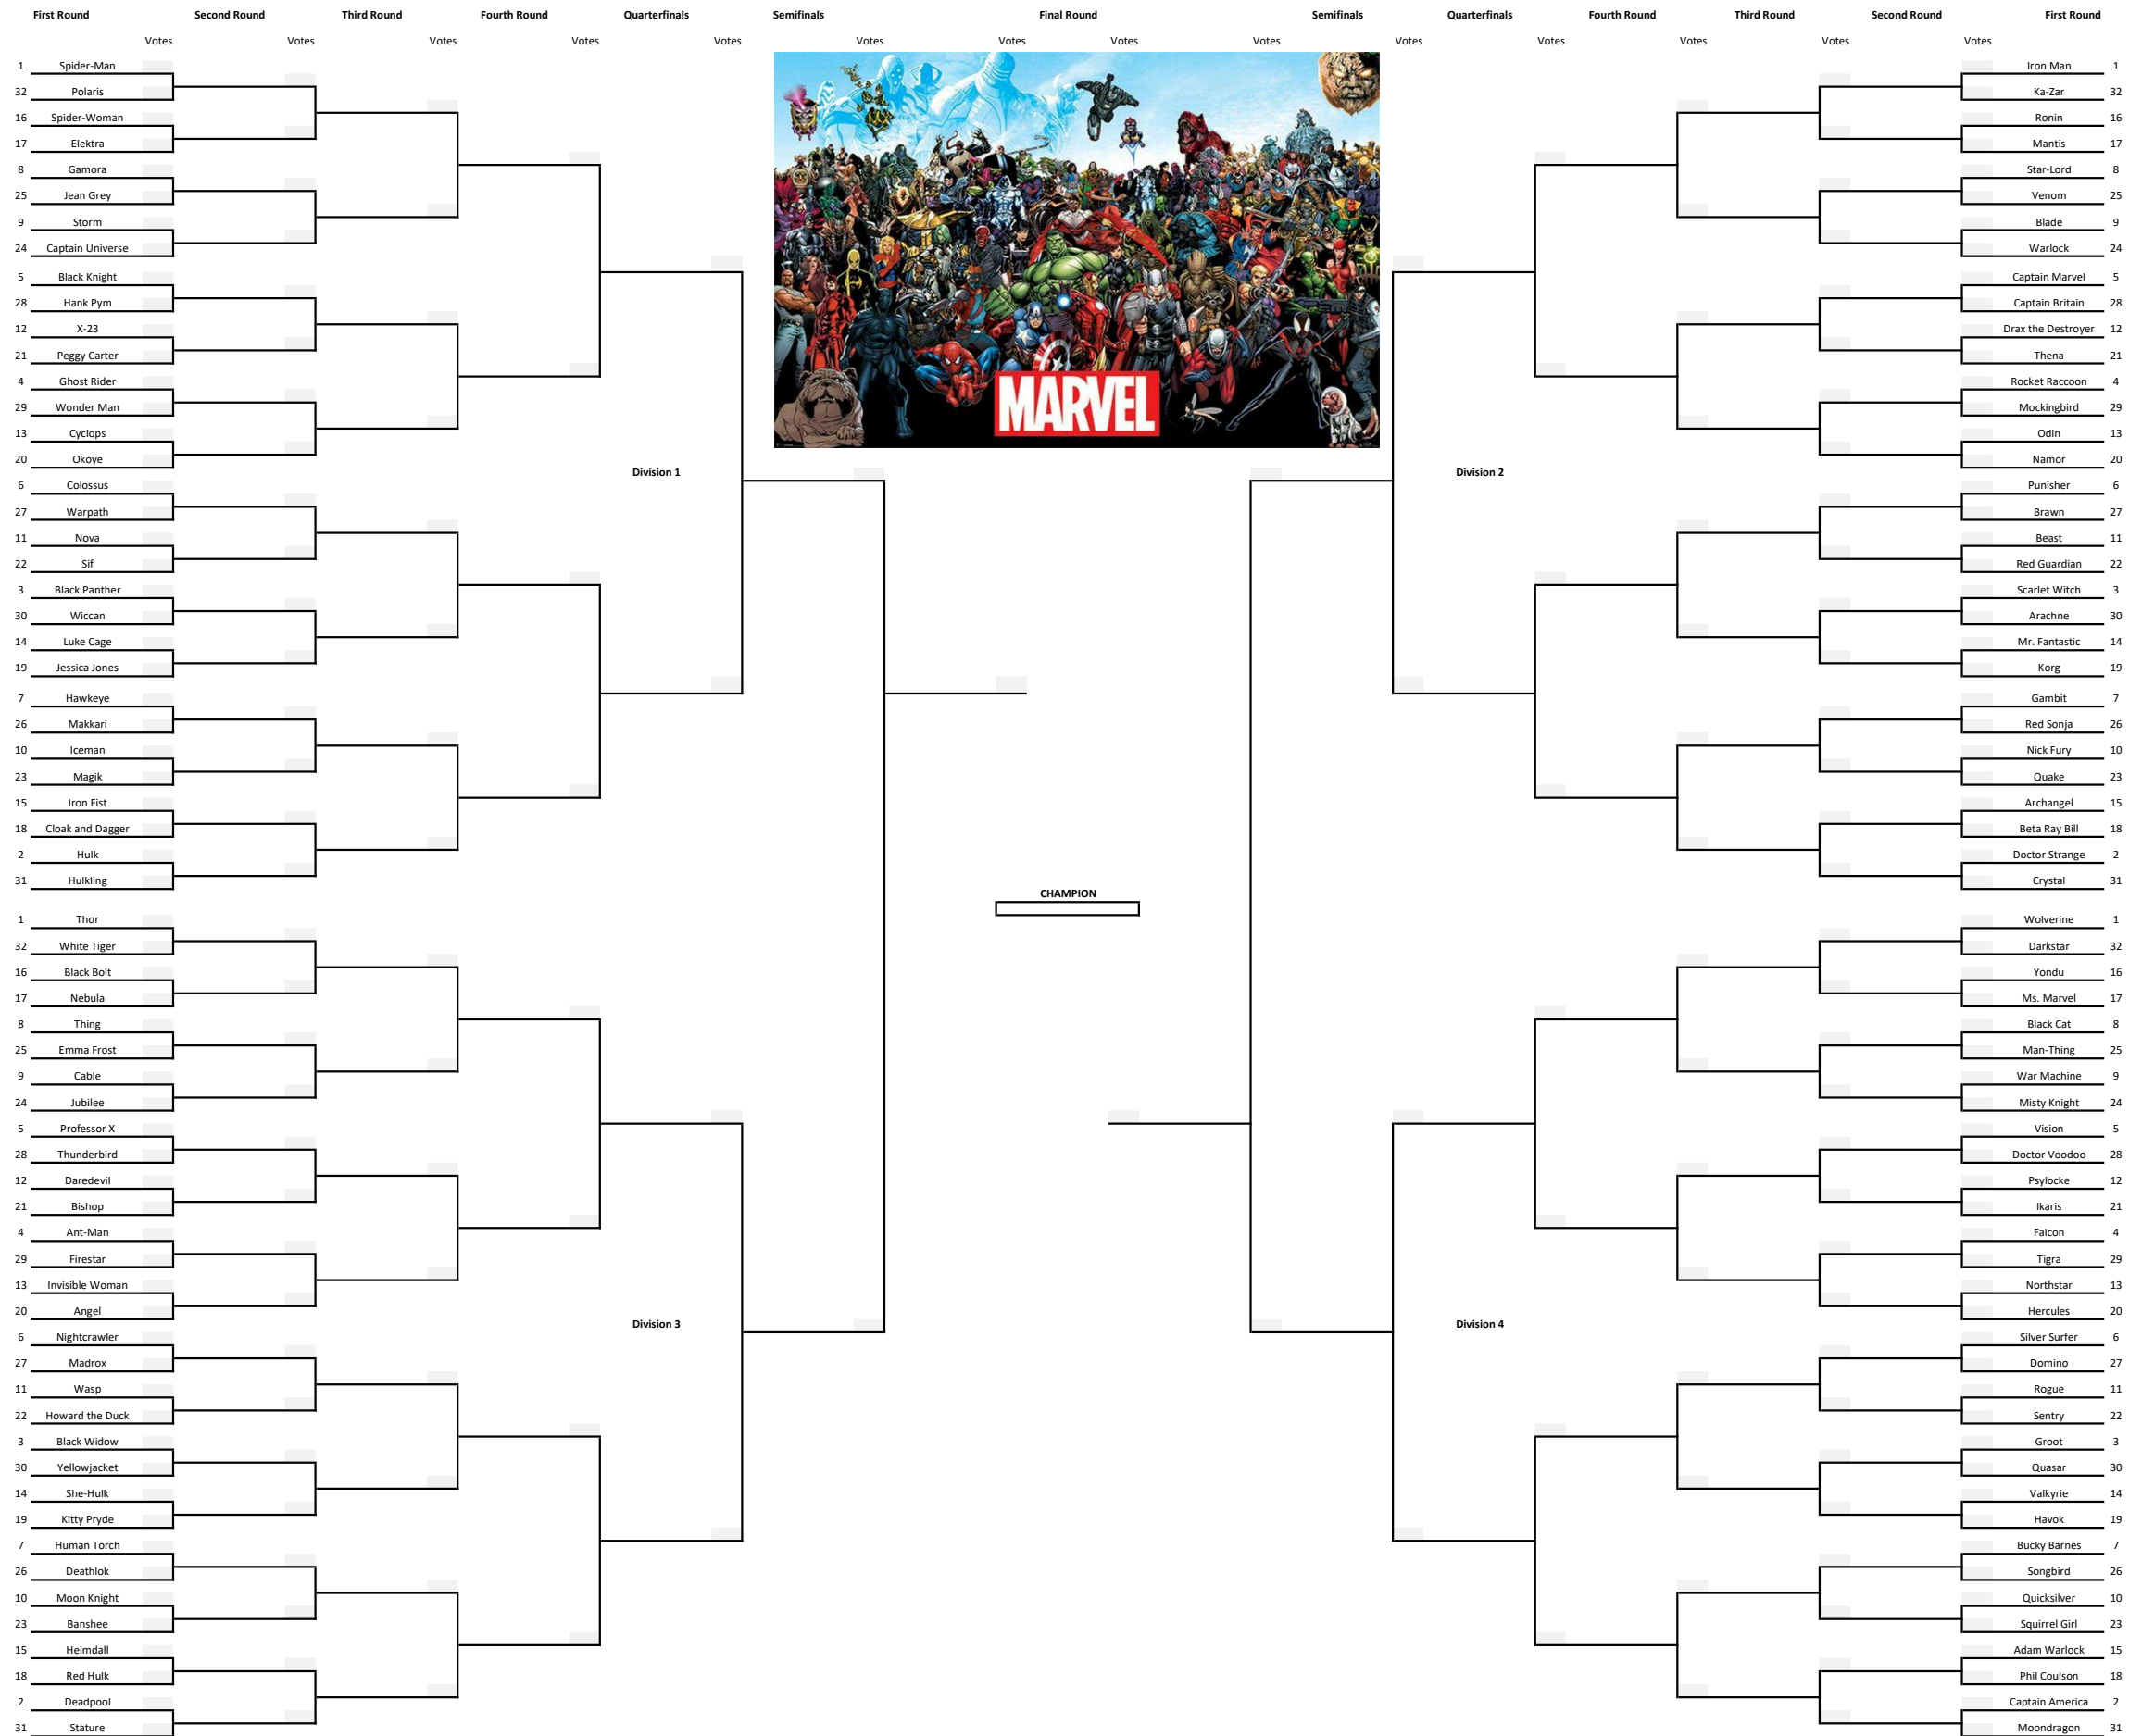 First Round Second Round Third Round Fourth Round Quarterfinals Semifinals Final Round Semifinals Quarterfinals Fourth Round Third Round Second Round First Round
Votes Votes Votes Votes Votes Votes Votes Votes Votes Votes Votes Votes Votes Votes
1 Spider-Man Iron Man 1
32 Polaris Ka-Zar 32
16 Spider-Woman Ronin 16
17 Elektra Mantis 17
8 Gamora Star-Lord 8
25 Jean Grey Venom 25
9 Storm Blade 9
24 Captain Universe Warlock 24
5 Black Knight Captain Marvel 5
28 Hank Pym Captain Britain 28
12 X-23 Drax the Destroyer 12
21 Peggy Carter Thena 21
4 Ghost Rider Rocket Raccoon 4
29 Wonder Man Mockingbird 29
MARVEL
13 Cyclops Odin 13
20 Okoye Namor 20
Division 1 Division 2
6 Colossus Punisher 6
27 Warpath Brawn 27
11 Nova Beast 11
22 Sif Red Guardian 22
3 Black Panther Scarlet Witch 3
30 Wiccan Arachne 30
14 Luke Cage Mr. Fantastic 14
19 Jessica Jones Korg 19
7 Hawkeye Gambit 7
26 Makkari Red Sonja 26
10 Iceman Nick Fury 10
23 Magik Quake 23
15 Iron Fist Archangel 15
18 Cloak and Dagger Beta Ray Bill 18
2 Hulk Doctor Strange 2
31 Hulkling Crystal 31
CHAMPION
1 Thor Wolverine 1
32 White Tiger Darkstar 32
16 Black Bolt Yondu 16
17 Nebula Ms. Marvel 17
8 Thing Black Cat 8
25 Emma Frost Man-Thing 25
9 Cable War Machine 9
24 Jubilee Misty Knight 24
5 Professor X Vision 5
28 Thunderbird Doctor Voodoo 28
12 Daredevil Psylocke 12
21 Bishop Ikaris 21
4 Ant-Man Falcon 4
29 Firestar Tigra 29
13 Invisible Woman Northstar 13
20 Angel Hercules 20
Division 3 Division 4
6 Nightcrawler Silver Surfer 6
27 Madrox Domino 27
11 Wasp Rogue 11
22 Howard the Duck Sentry 22
3 Black Widow Groot 3
30 Yellowjacket Quasar 30
14 She-Hulk Valkyrie 14
19 Kitty Pryde Havok 19
7 Human Torch Bucky Barnes 7
26 Deathlok Songbird 26
10 Moon Knight Quicksilver 10
23 Banshee Squirrel Girl 23
15 Heimdall Adam Warlock 15
18 Red Hulk Phil Coulson 18
2 Deadpool Captain America 2
31 Stature Moondragon 31